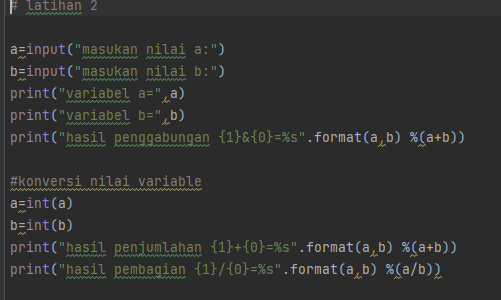 # latihan 2
a=input("masukan nilai a:")
b=input("masukan nilai b:")
print("variabel a=",a)
print("variabel b=",b)
print("hasil penggabungan {1}&{0}=%s".format(a,b) %(a+b))
#konversi nilai variable
a=int(a)
b=int(b)
print("hasil penjumlahan {1}+{0}=%s".format(a,b) %(a+b))
print("hasil pembagian {1}/{0}=%s".format(a,b) %(a/b))